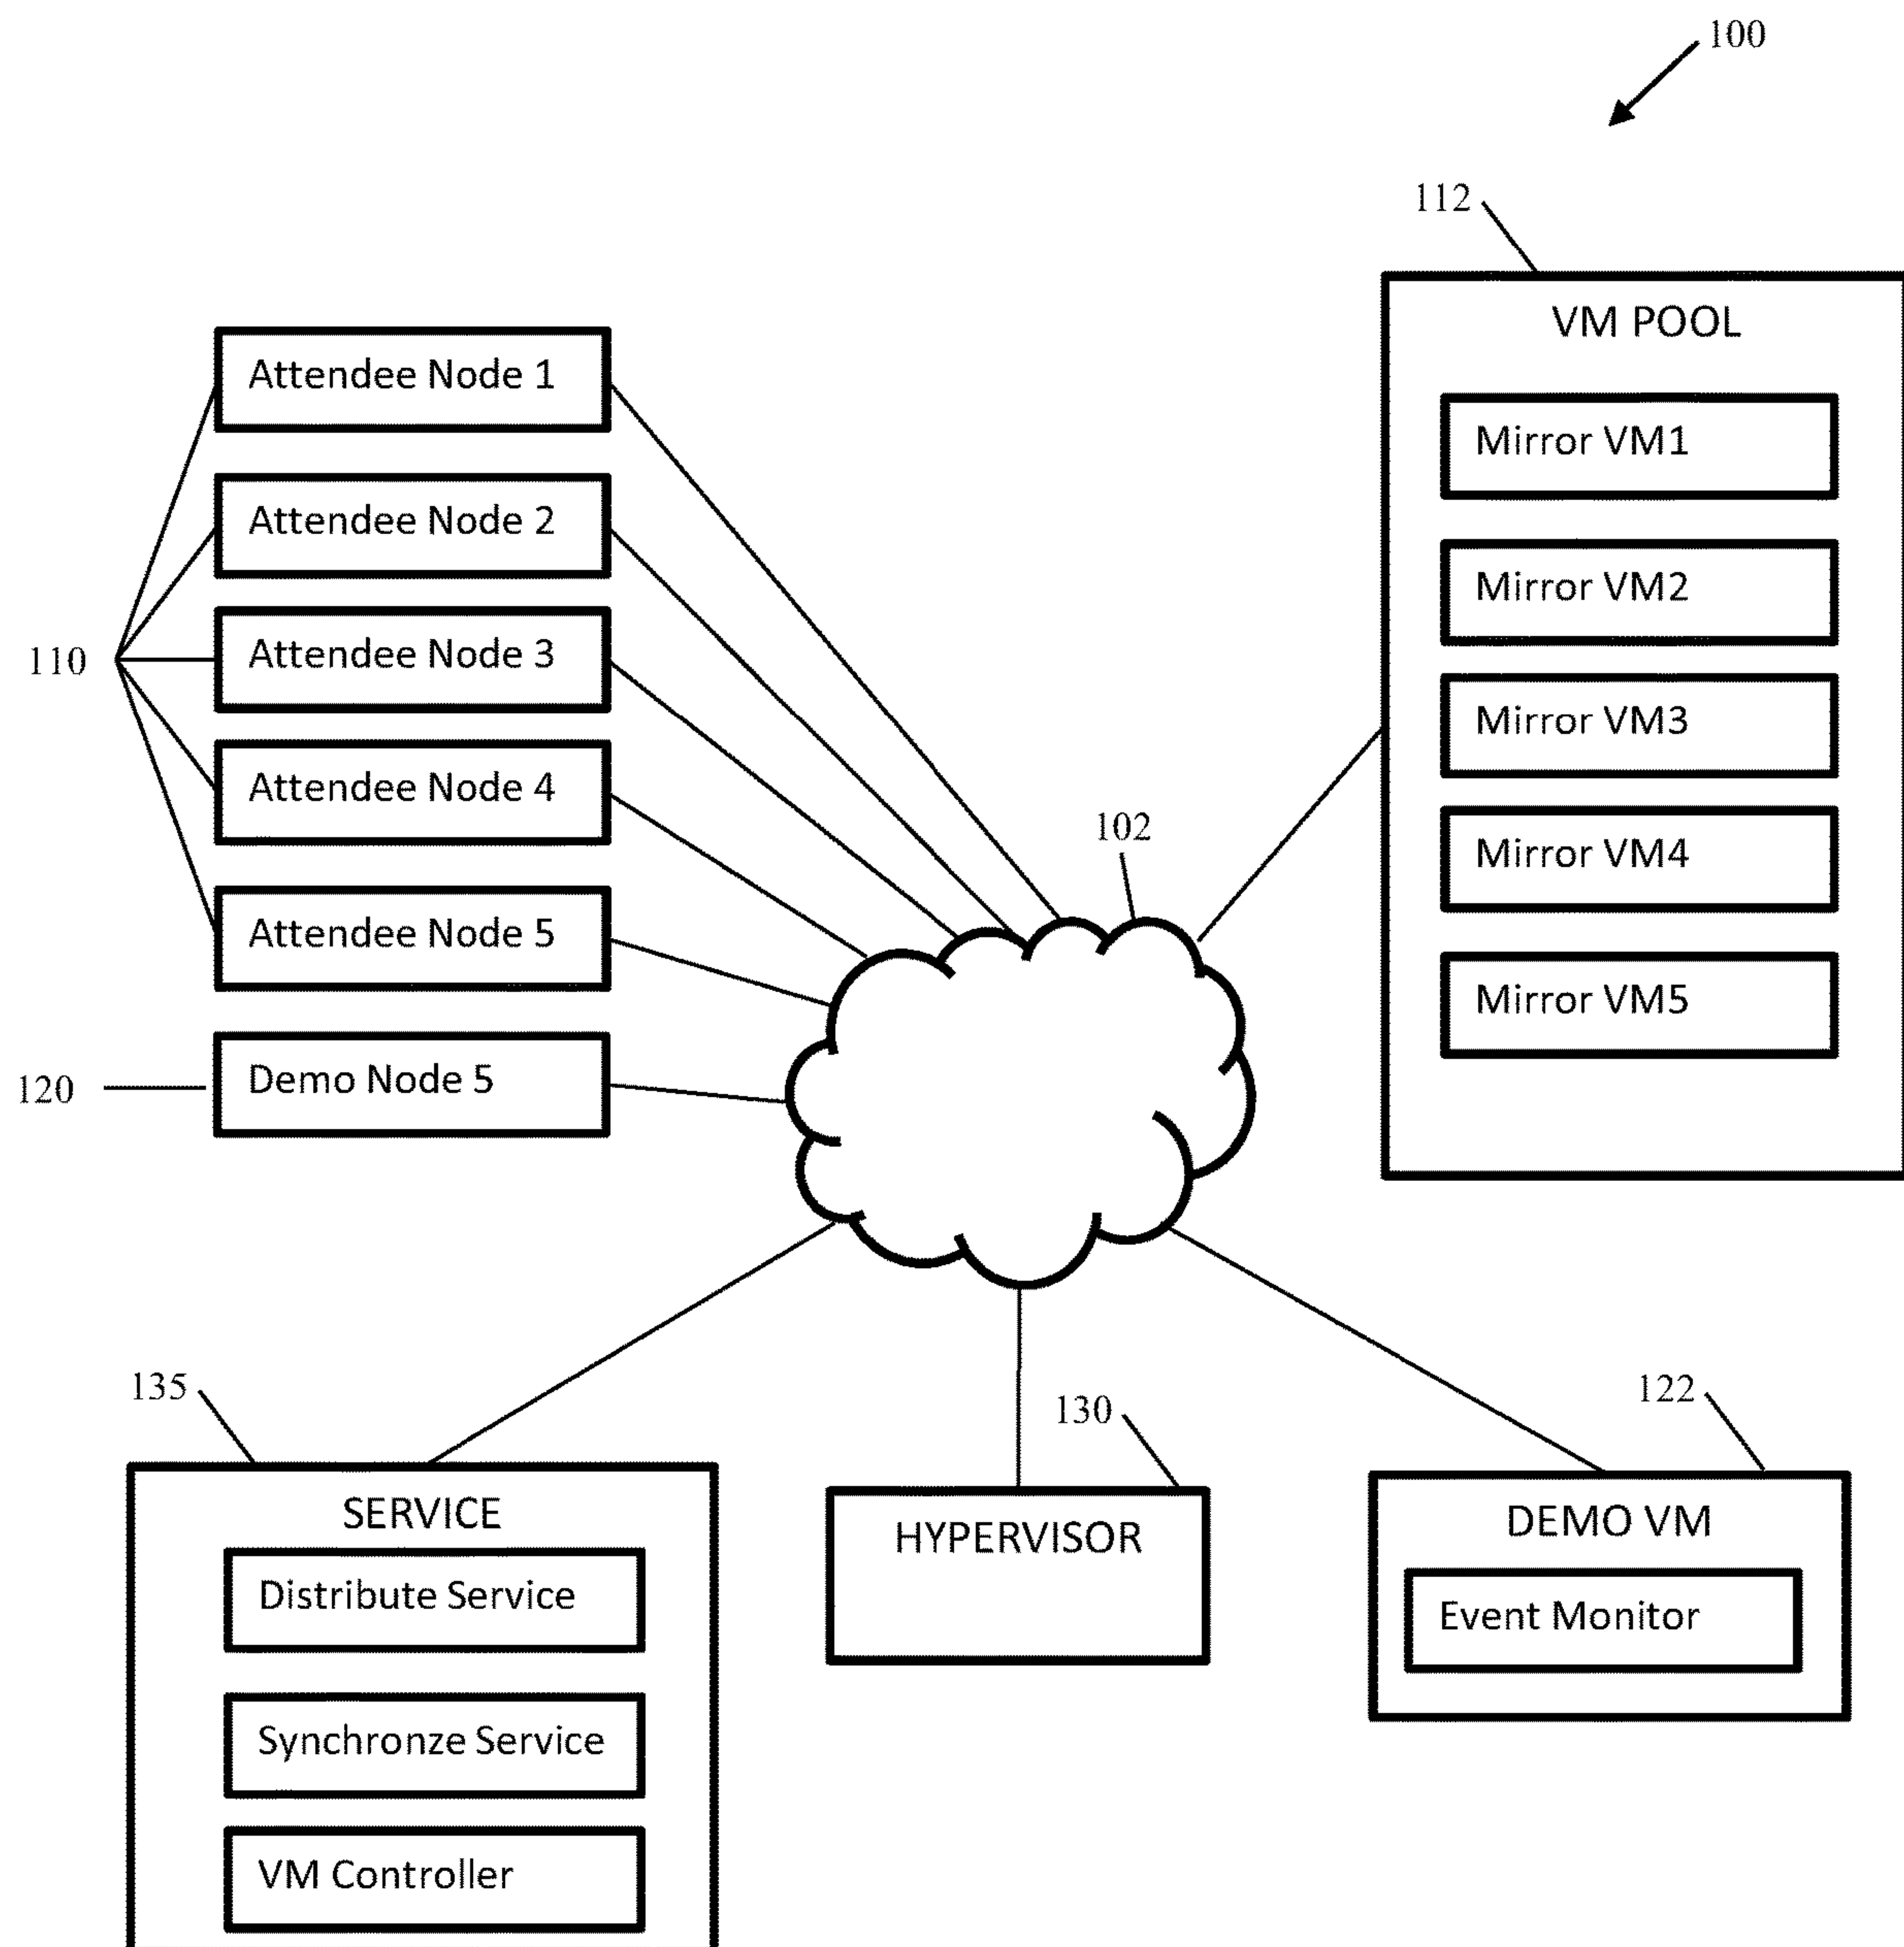 100
112
VM POOL
Mirror VM1
Mirror VM2
Mirror VM3
Mirror VM4
Mirror VM5
Attendee Node 1
Attendee Node 2
Attendee Node 3
Attendee Node 4
Attendee Node 5
110
Demo Node 5
120
102
135
SERVICE
Distribute Service
Synchronze Service
VM Controller
130
HYPERVISOR
122
DEMO VM
Event Monitor